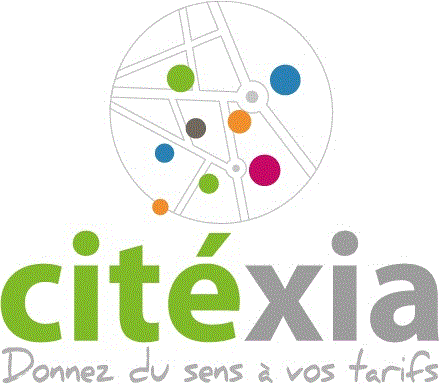 citéxia
Donnez du sens à vos tarifs